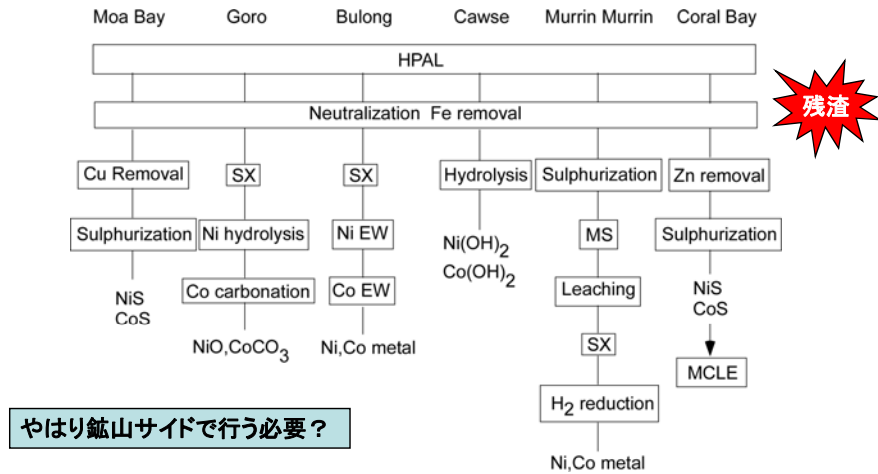 Moa Bay Goro Bulong Cawse Murrin Murrin Coral Bay
HPAL
残渣
Neutralization Fe removal
Cu Removal SX SX Hydrolysis Sulphurization Zn removal
Sulphurization Ni hydrolysis Ni EW Ni(OH)2 MS Sulphurization
Co(OH)2
NiS Co carbonation Co EW Leaching NiS
CoS CoS
NiO,CoCO3 Ni,Co metal SX
MCLE
H2 reduction
やはり鉱山サイドで行う必要？
Ni,Co metal